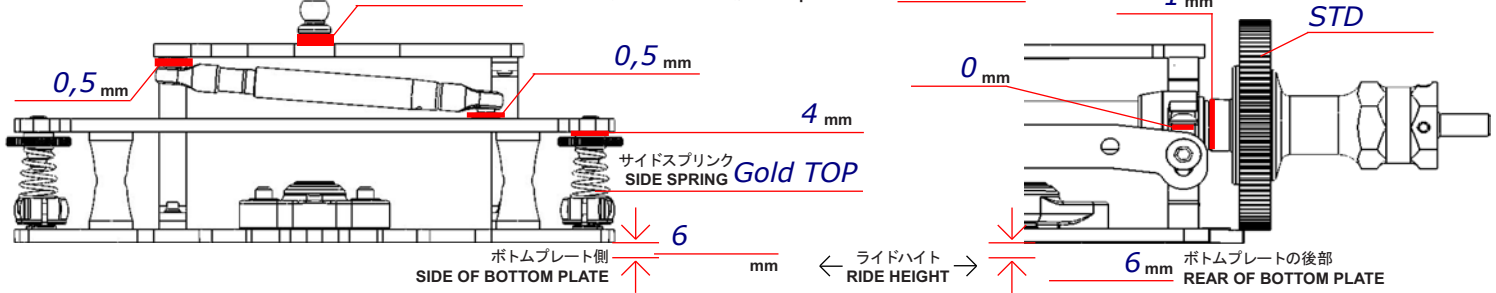 1 mm
STD
0,5 mm
0,5 mm
0 mm
4 mm
サイドスプリンク
SIDE SPRING Gold TOP
6 mm
ボトムプレート側
SIDE OF BOTTOM PLATE
ライドハイト
RIDE HEIGHT
6 mm
ボトムプレートの後部
REAR OF BOTTOM PLATE